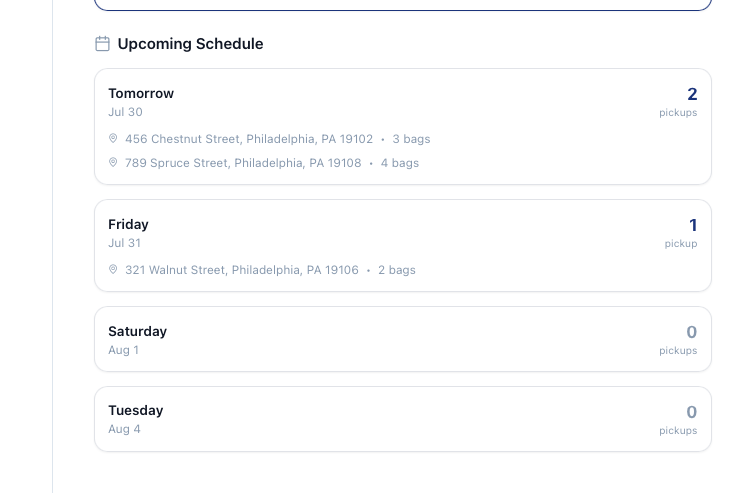 Upcoming Schedule
Tomorrow
2
Jul 30
pickups
456 Chestnut Street, Philadelphia, PA 19102 • 3 bags
789 Spruce Street, Philadelphia, PA 19108 • 4 bags
Friday
1
Jul 31
pickup
321 Walnut Street, Philadelphia, PA 19106 • 2 bags
Saturday
0
Aug 1
pickups
Tuesday
0
Aug 4
pickups